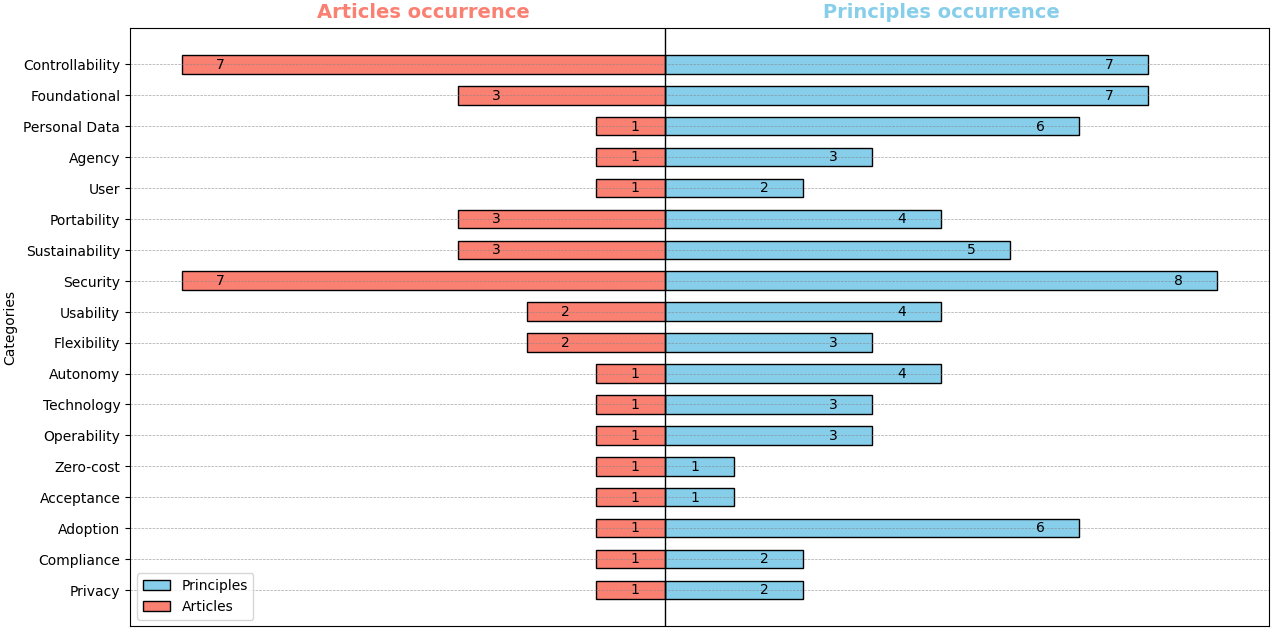 Articles occurrence Principles occurrence
Controllability 7 7
Foundational 3 7
Personal Data 1 6
Agency 1 3
User 1 2
Portability 3 4
Sustainability 3 5
Security 7 8
Usability 2 4
Flexibility 2 3
Autonomy 1 4
Technology 1 3
Operability 1 3
Zero-cost 1 1
Acceptance 1 1
Adoption 1 6
Compliance 1 2
Privacy 1 2
Categories
Principles
Articles